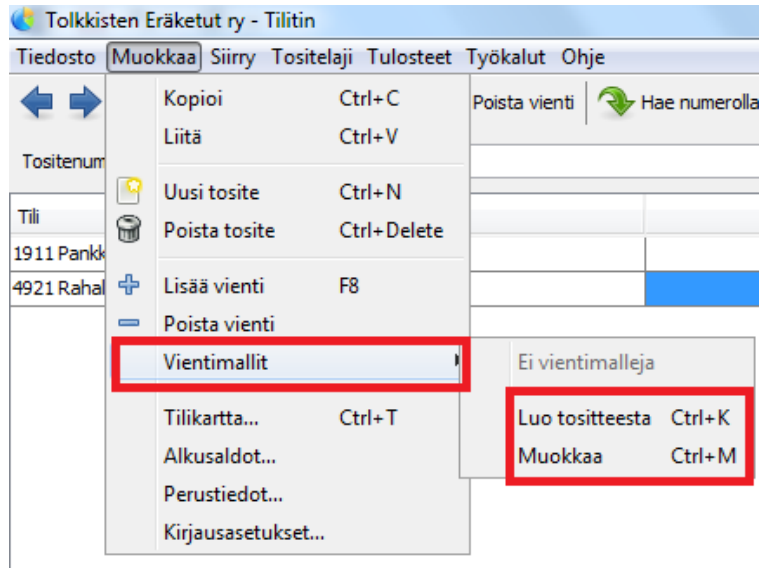 Tolkkisten Eräketut ry - Tilitin
Tiedosto Muokkaa Siirry Tositelaji Tulosteet Työkalut Ohje
Poista vienti Hae numerolla
Tositenum
Tili
1911 Pankk
4921 Rahal
Kopioi Ctrl+C
Liitä Ctrl+V
Uusi tosite Ctrl+N
Poista tosite Ctrl+Delete
Lisää vienti F8
Poista vienti
Vientimallit
Tilikartta... Ctrl+T
Alkusaldot...
Perustiedot...
Kirjausasetukset...
Ei vientimalleja
Luo tositteesta Ctrl+K
Muokkaa Ctrl+M